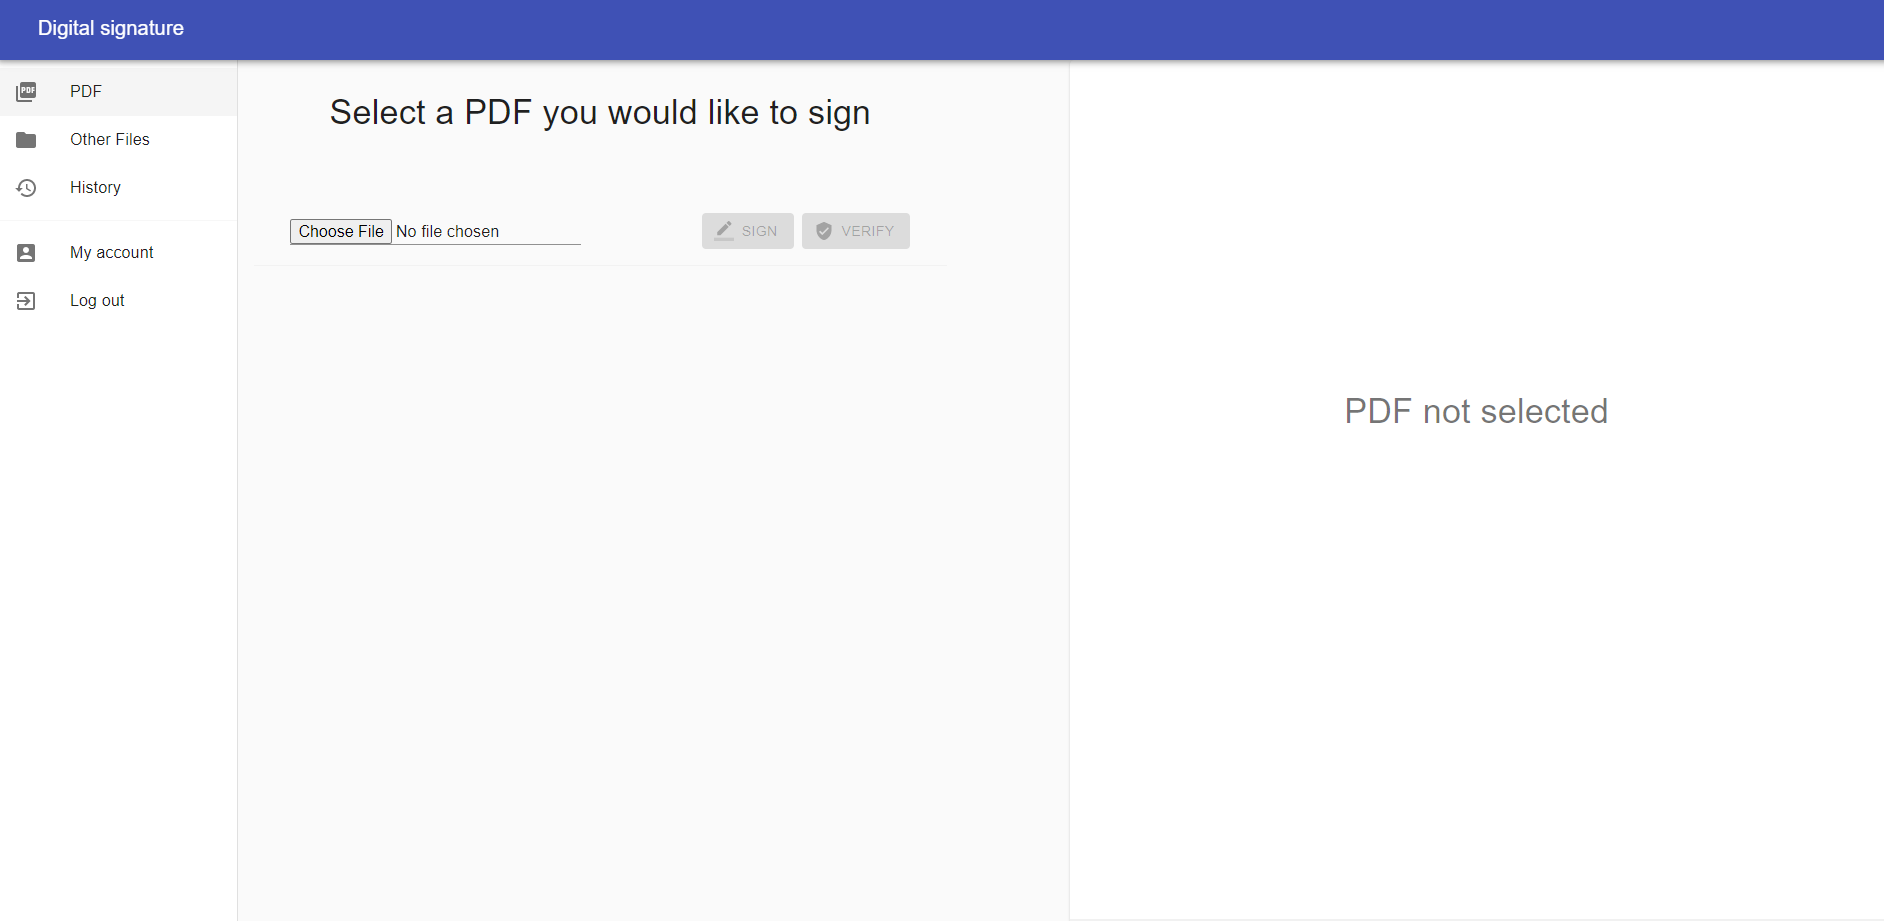 Digital signature
PDF
Other Files
History
My account
Log out
Select a PDF you would like to sign
Choose File No file chosen
SIGN
VERIFY
PDF not selected